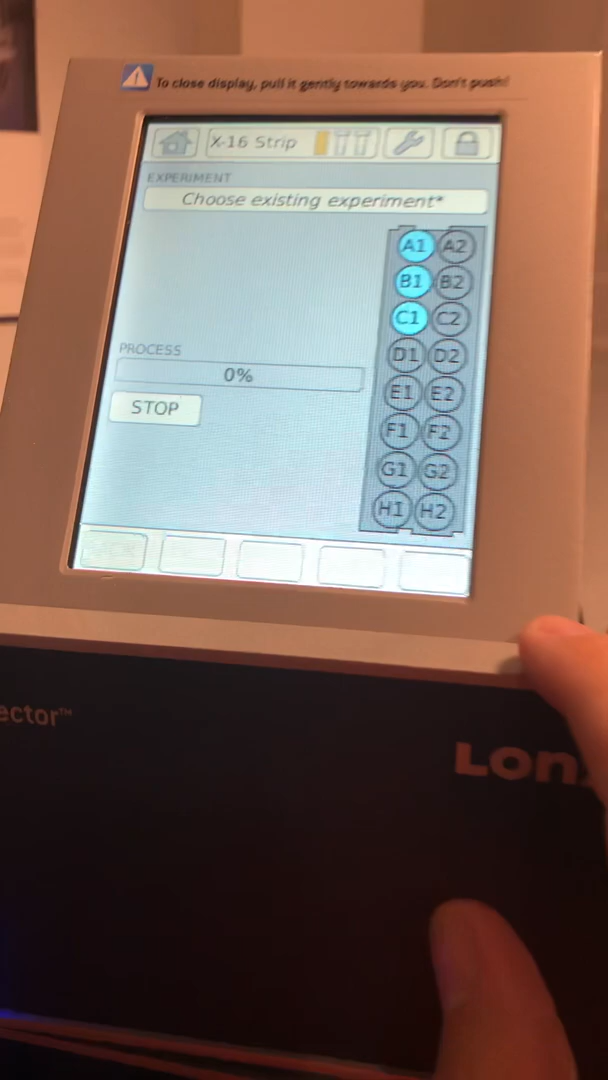 To close display, pull it gently towards you. Don't push!
X-16 Strip
EXPERIMENT
Choose existing experiment*
A1 A2
B1 B2
C1 C2
PROCESS
D1 D2
0%
E1 E2
STOP
F1 F2
G1 G2
H1 H2
ector™
Lon